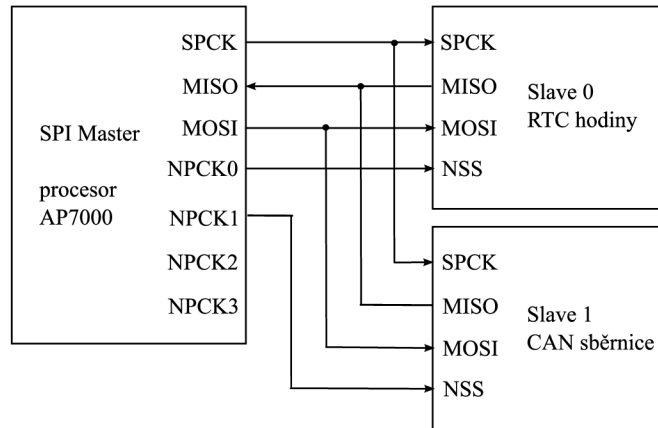 SPI Master
procesor
AP7000
SPCK
MISO
MOSI
NPCK0
NPCK1
NPCK2
NPCK3
SPCK
MISO
MOSI
NSS
Slave 0
RTC hodiny
SPCK
MISO
MOSI
NSS
Slave 1
CAN sběrnice